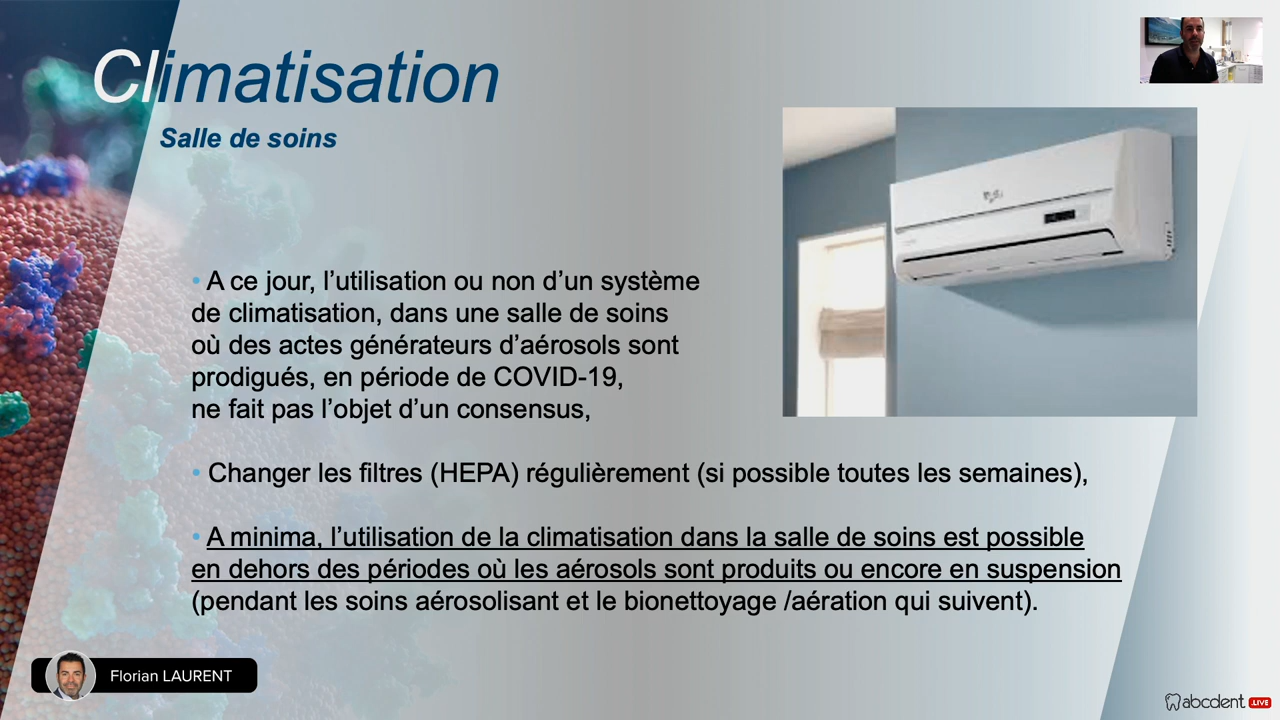 Climatisation
Salle de soins
• A ce jour, l’utilisation ou non d’un système
de climatisation, dans une salle de soins
où des actes générateurs d’aérosols sont
prodigués, en période de COVID-19,
ne fait pas l’objet d’un consensus,
• Changer les filtres (HEPA) régulièrement (si possible toutes les semaines),
• A minima, l’utilisation de la climatisation dans la salle de soins est possible
en dehors des périodes où les aérosols sont produits ou encore en suspension
(pendant les soins aérosolisant et le bionettoyage /aération qui suivent).
Florian LAURENT
abcdent .LIVE